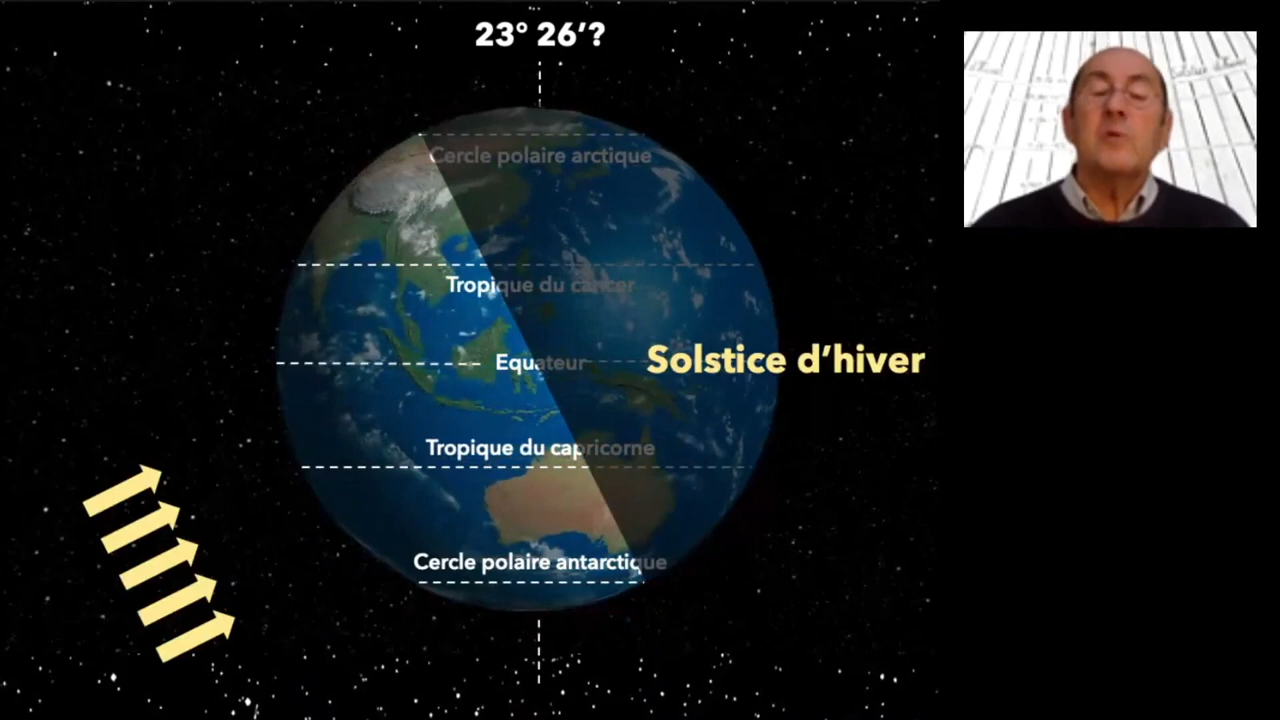 23° 26’?
Cercle polaire arctique
Tropique du cancer
Equateur
Solstice d’hiver
Tropique du capricorne
Cercle polaire antarctique